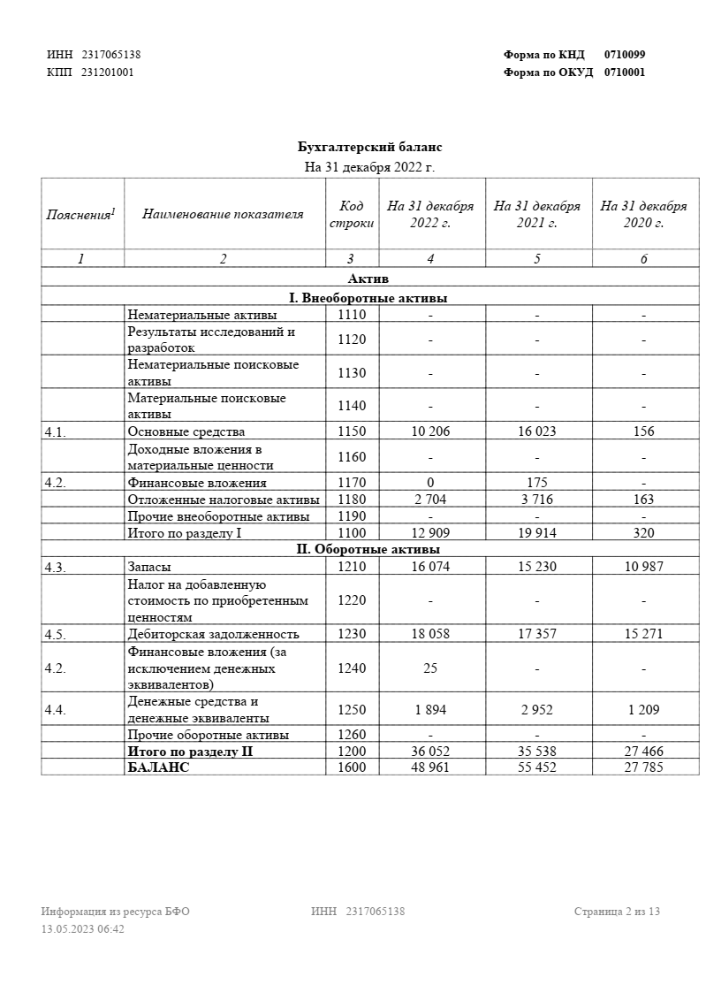 ИНН 2317065138 Форма по КНД 0710099
КПП 231201001 Форма по ОКУД 0710001
Бухгалтерский баланс
На 31 декабря 2022 г.
Пояснения1 Наименование показателя Код строки На 31 декабря 2022 г. На 31 декабря 2021 г. На 31 декабря 2020 г.
1 2 3 4 5 6
Актив
I. Внеоборотные активы
Нематериальные активы 1110 - - -
Результаты исследований и
разработок 1120 - - -
Нематериальные поисковые
активы 1130 - - -
Материальные поисковые
активы 1140 - - -
4.1. Основные средства 1150 10 206 16 023 156
Доходные вложения в
материальные ценности 1160 - - -
4.2. Финансовые вложения 1170 0 175 -
Отложенные налоговые активы 1180 2 704 3 716 163
Прочие внеоборотные активы 1190 - - -
Итого по разделу I 1100 12 909 19 914 320
II. Оборотные активы
4.3. Запасы 1210 16 074 15 230 10 987
Налог на добавленную
стоимость по приобретенным
ценностям 1220 - - -
4.5. Дебиторская задолженность 1230 18 058 17 357 15 271
Финансовые вложения (за
4.2. исключением денежных 1240 25 - -
эквивалентов)
4.4. Денежные средства и
денежные эквиваленты 1250 1 894 2 952 1 209
Прочие оборотные активы 1260 - - -
Итого по разделу II 1200 36 052 35 538 27 466
БАЛАНС 1600 48 961 55 452 27 785
Информация из ресурса БФО ИНН 2317065138 Страница 2 из 13
13.05.2023 06:42